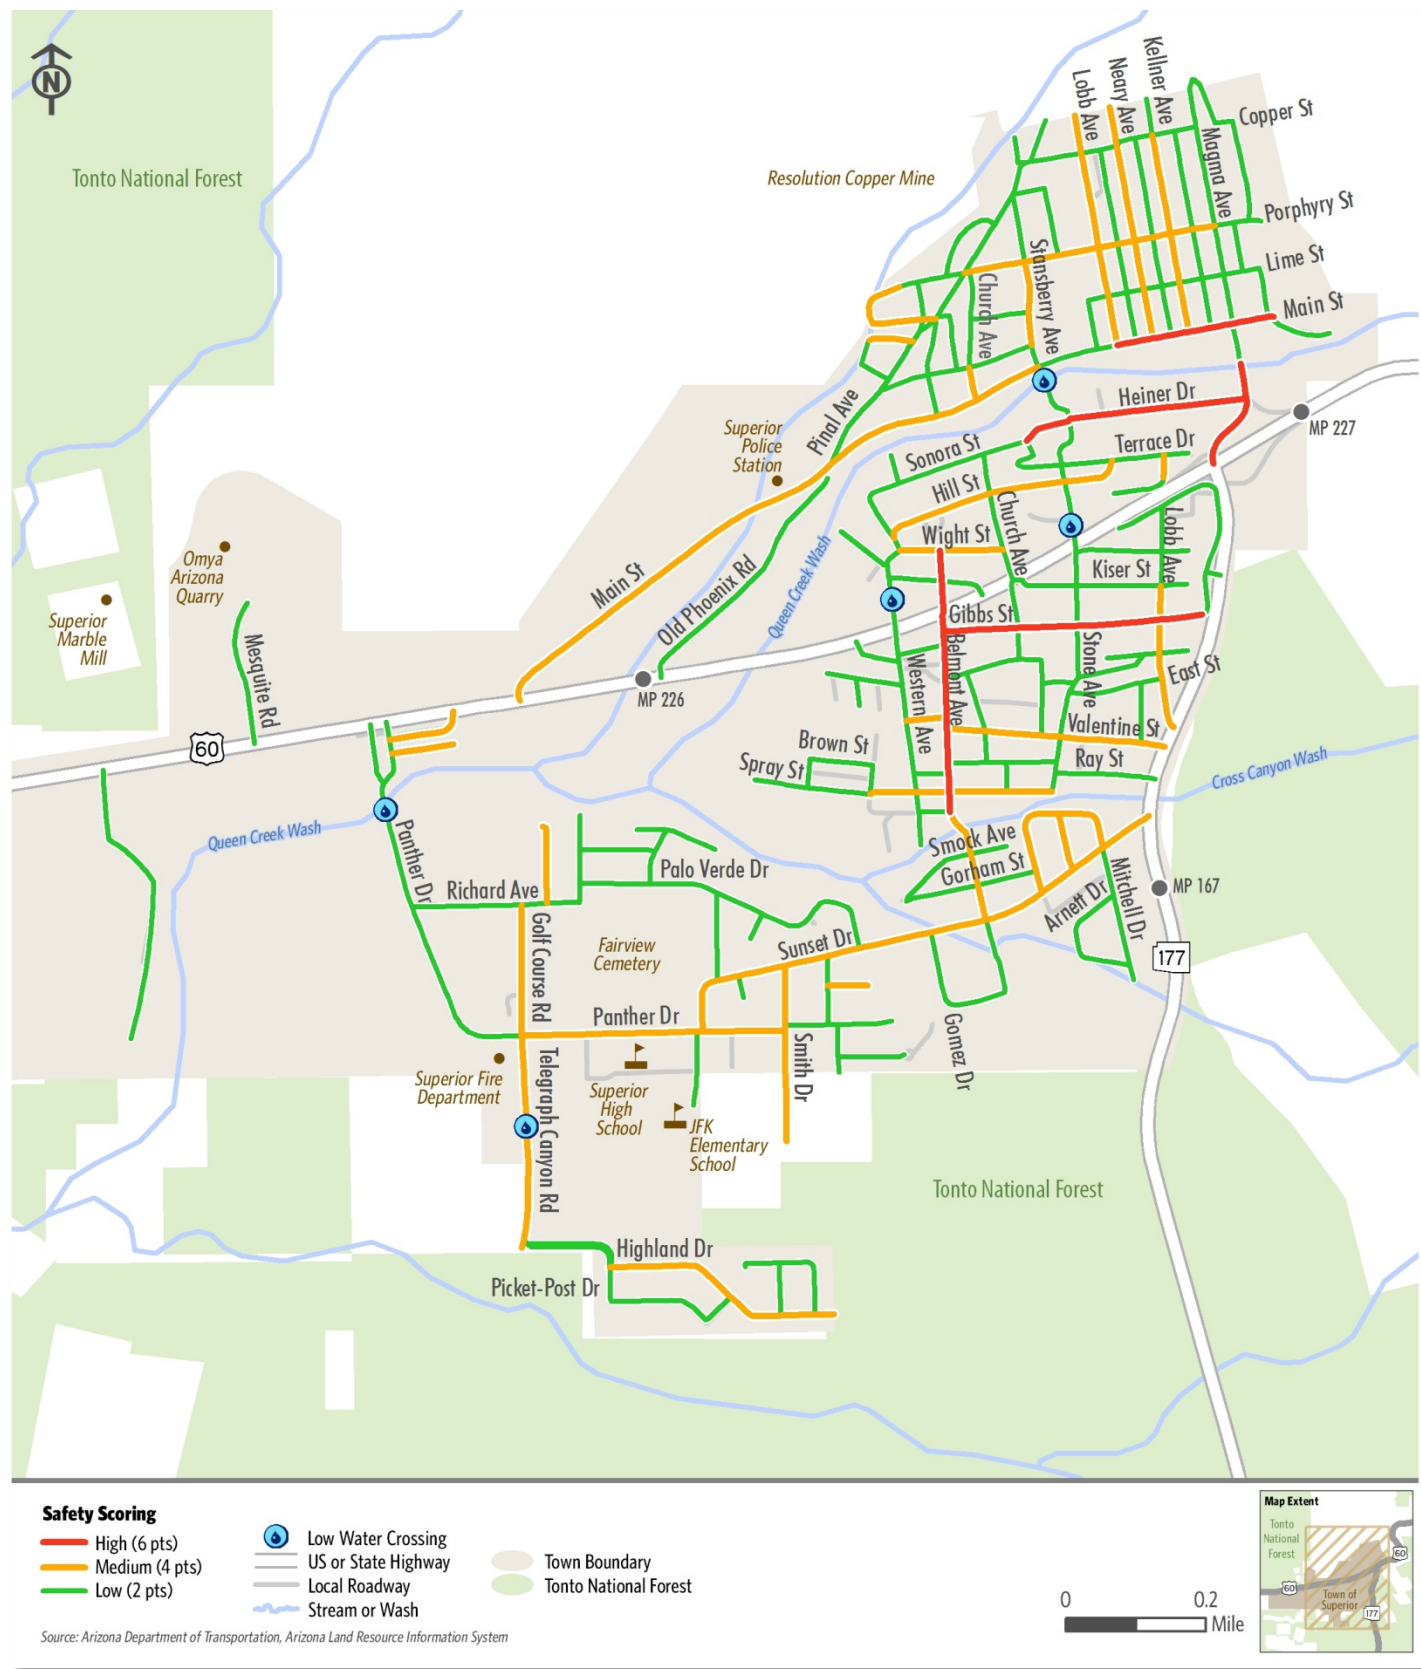 N
Tonto National Forest
Resolution Copper Mine
Lobb Ave
Neary Ave
Kellner Ave
Magma Ave
Copper St
Porphyry St
Lime St
Main St
Stansberry Ave
Church Ave
Pinal Ave
Heiner Dr
MP 227
Superior
Police
Station
Sonora St
Terrace Dr
Hill St
Church Ave
Wight St
Lobb Ave
Kiser St
Omya
Arizona
Quarry
Superior
Marble
Mill
Main St
Old Phoenix Rd
Queen Creek Wash
Gibbs St
Mesquite Rd
MP 226
Western Ave
Belmont Ave
Stone Ave
East St
60
Valentine St
Brown St
Spray St
Ray St
Cross Canyon Wash
Queen Creek Wash
Panther Dr
Smock Ave
Gorham St
Palo Verde Dr
Richard Ave
Arnett Dr
Mitchell Dr
MP 167
Golf Course Rd
Fairview
Cemetery
Sunset Dr
177
Panther Dr
Gomez Dr
Smith Dr
Superior Fire
Department
Telegraph Canyon Rd
Superior
High
School
JFK
Elementary
School
Tonto National Forest
Highland Dr
Picket-Post Dr
Safety Scoring
High (6 pts)
Medium (4 pts)
Low (2 pts)
Low Water Crossing
US or State Highway
Local Roadway
Stream or Wash
Town Boundary
Tonto National Forest
0 0.2
Mile
Map Extent
Tonto
National
Forest
60
60
Town of
Superior
177
Source: Arizona Department of Transportation, Arizona Land Resource Information System